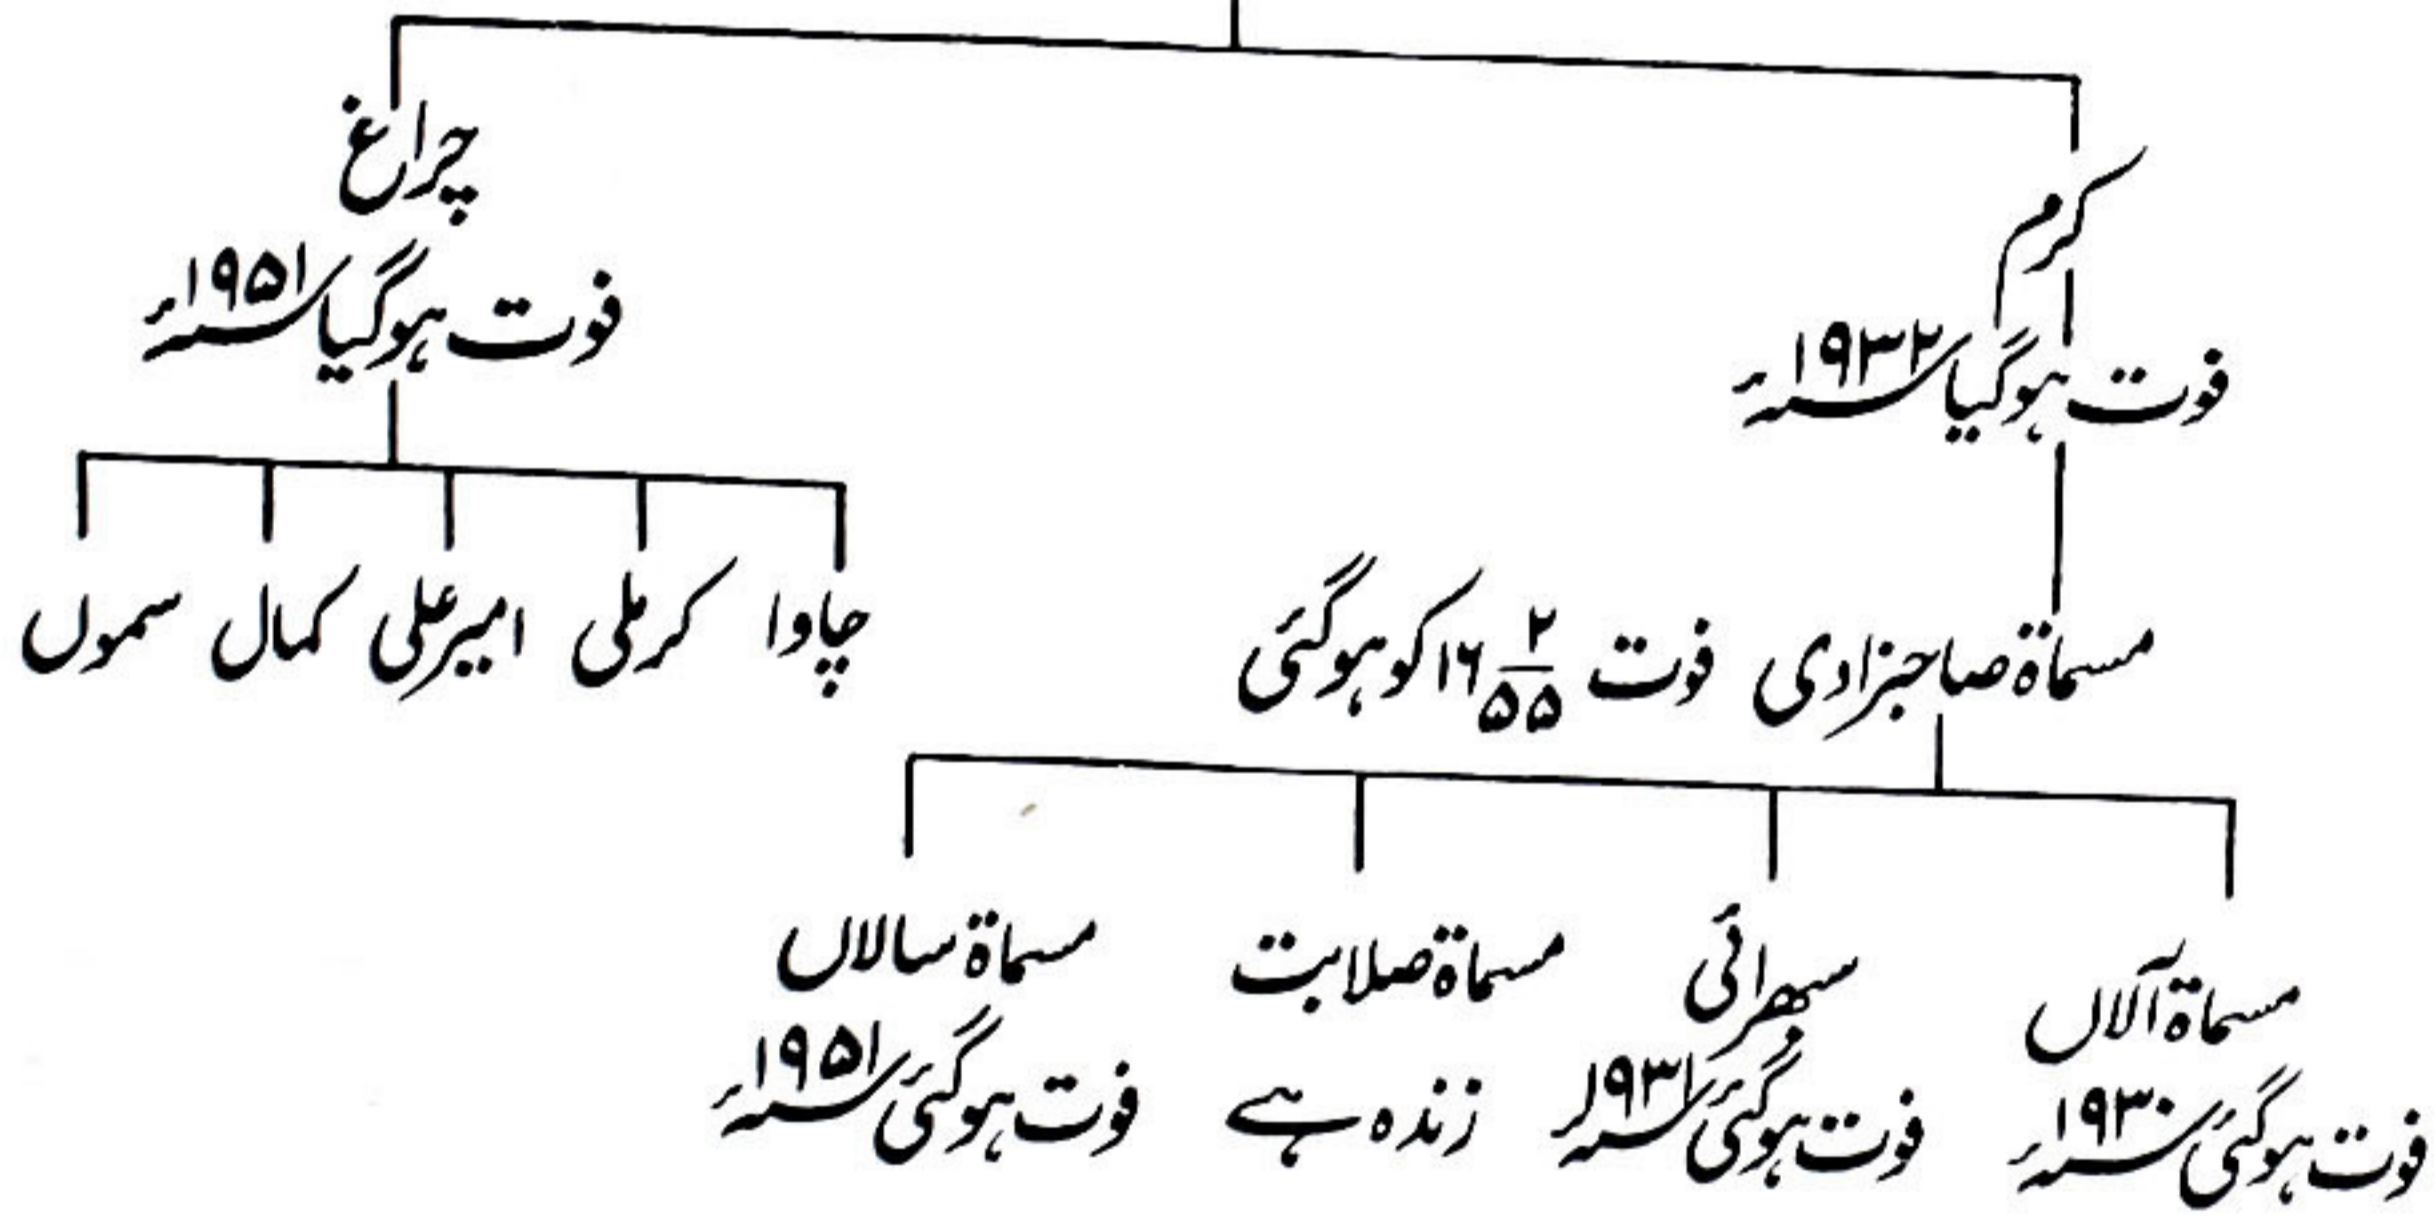 چراغ
فوت ہوگیا ۱۹۵۱ء
کرم
فوت ہوگیا ۱۹۳۲ء
چاوا کرملی امیرعلی کمال سموں
مسماۃ صاحبزادی فوت ۱۶ ۲/۵۵ کو ہوگئی
مسماۃ آلاں
فوت ہوگئی ۱۹۳۰ء
سبھرائی
فوت ہوگئی ۱۹۳۱ء
مسماۃ صلابت
زندہ ہے
مسماۃ سالاں
فوت ہوگئی ۱۹۵۱ء